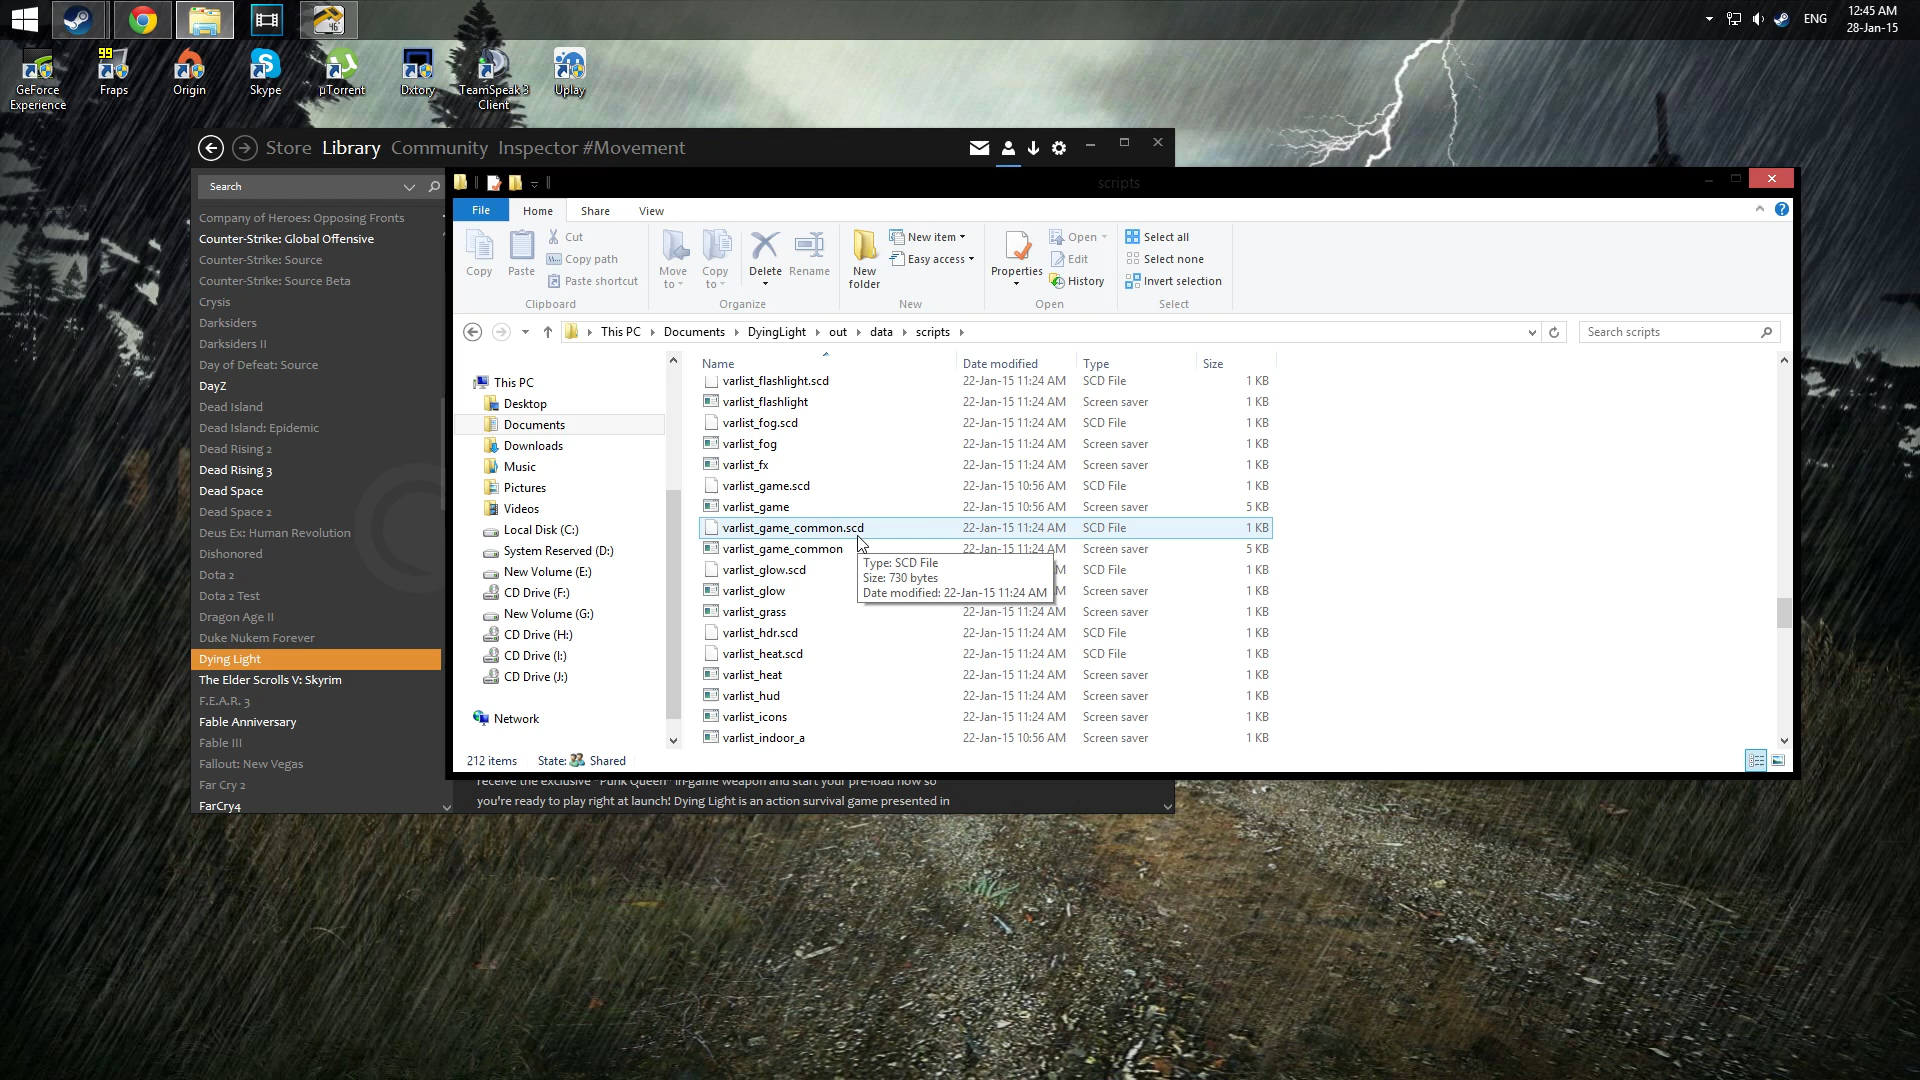 ENG
12:45 AM
28-Jan-15
GeForce Experience
99
Fraps
Origin
Skype
µTorrent
Dxtory
TeamSpeak 3 Client
Uplay
Store Library Community Inspector #Movement
Search
Company of Heroes: Opposing Fronts
Counter-Strike: Global Offensive
Counter-Strike: Source
Counter-Strike: Source Beta
Crysis
Darksiders
Darksiders II
Day of Defeat: Source
DayZ
Dead Island
Dead Island: Epidemic
Dead Rising 2
Dead Rising 3
Dead Space
Dead Space 2
Deus Ex: Human Revolution
Dishonored
Dota 2
Dota 2 Test
Dragon Age II
Duke Nukem Forever
Dying Light
The Elder Scrolls V: Skyrim
F.E.A.R. 3
Fable Anniversary
Fable III
Fallout: New Vegas
Far Cry 2
FarCry4
scripts
File Home Share View
Copy
Paste
Cut
Copy path
Paste shortcut
Clipboard
Move to
Copy to
Delete
Rename
Organize
New folder
New item
Easy access
New
Properties
Open
Edit
History
Open
Select all
Select none
Invert selection
Select
This PC Documents DyingLight out data scripts
Search scripts
This PC
Desktop
Documents
Downloads
Music
Pictures
Videos
Local Disk (C:)
System Reserved (D:)
New Volume (E:)
CD Drive (F:)
New Volume (G:)
CD Drive (H:)
CD Drive (I:)
CD Drive (J:)
Network
Name Date modified Type Size
varlist_flashlight.scd 22-Jan-15 11:24 AM SCD File 1 KB
varlist_flashlight 22-Jan-15 11:24 AM Screen saver 1 KB
varlist_fog.scd 22-Jan-15 11:24 AM SCD File 1 KB
varlist_fog 22-Jan-15 11:24 AM Screen saver 1 KB
varlist_fx 22-Jan-15 11:24 AM Screen saver 1 KB
varlist_game.scd 22-Jan-15 10:56 AM SCD File 1 KB
varlist_game 22-Jan-15 10:56 AM Screen saver 5 KB
varlist_game_common.scd 22-Jan-15 11:24 AM SCD File 1 KB
varlist_game_common 22-Jan-15 11:24 AM Screen saver 5 KB
varlist_glow.scd M SCD File 1 KB
varlist_glow M Screen saver 1 KB
varlist_grass 22-Jan-15 11:24 AM Screen saver 1 KB
varlist_hdr.scd 22-Jan-15 11:24 AM SCD File 1 KB
varlist_heat.scd 22-Jan-15 11:24 AM SCD File 1 KB
varlist_heat 22-Jan-15 11:24 AM Screen saver 1 KB
varlist_hud 22-Jan-15 11:24 AM Screen saver 1 KB
varlist_icons 22-Jan-15 11:24 AM Screen saver 1 KB
varlist_indoor_a 22-Jan-15 10:56 AM Screen saver 1 KB
Type: SCD File
Size: 730 bytes
Date modified: 22-Jan-15 11:24 AM
212 items State: Shared
receive the exclusive "Punk Queen" in-game weapon and start your pre-load now so
you're ready to play right at launch! Dying Light is an action survival game presented in